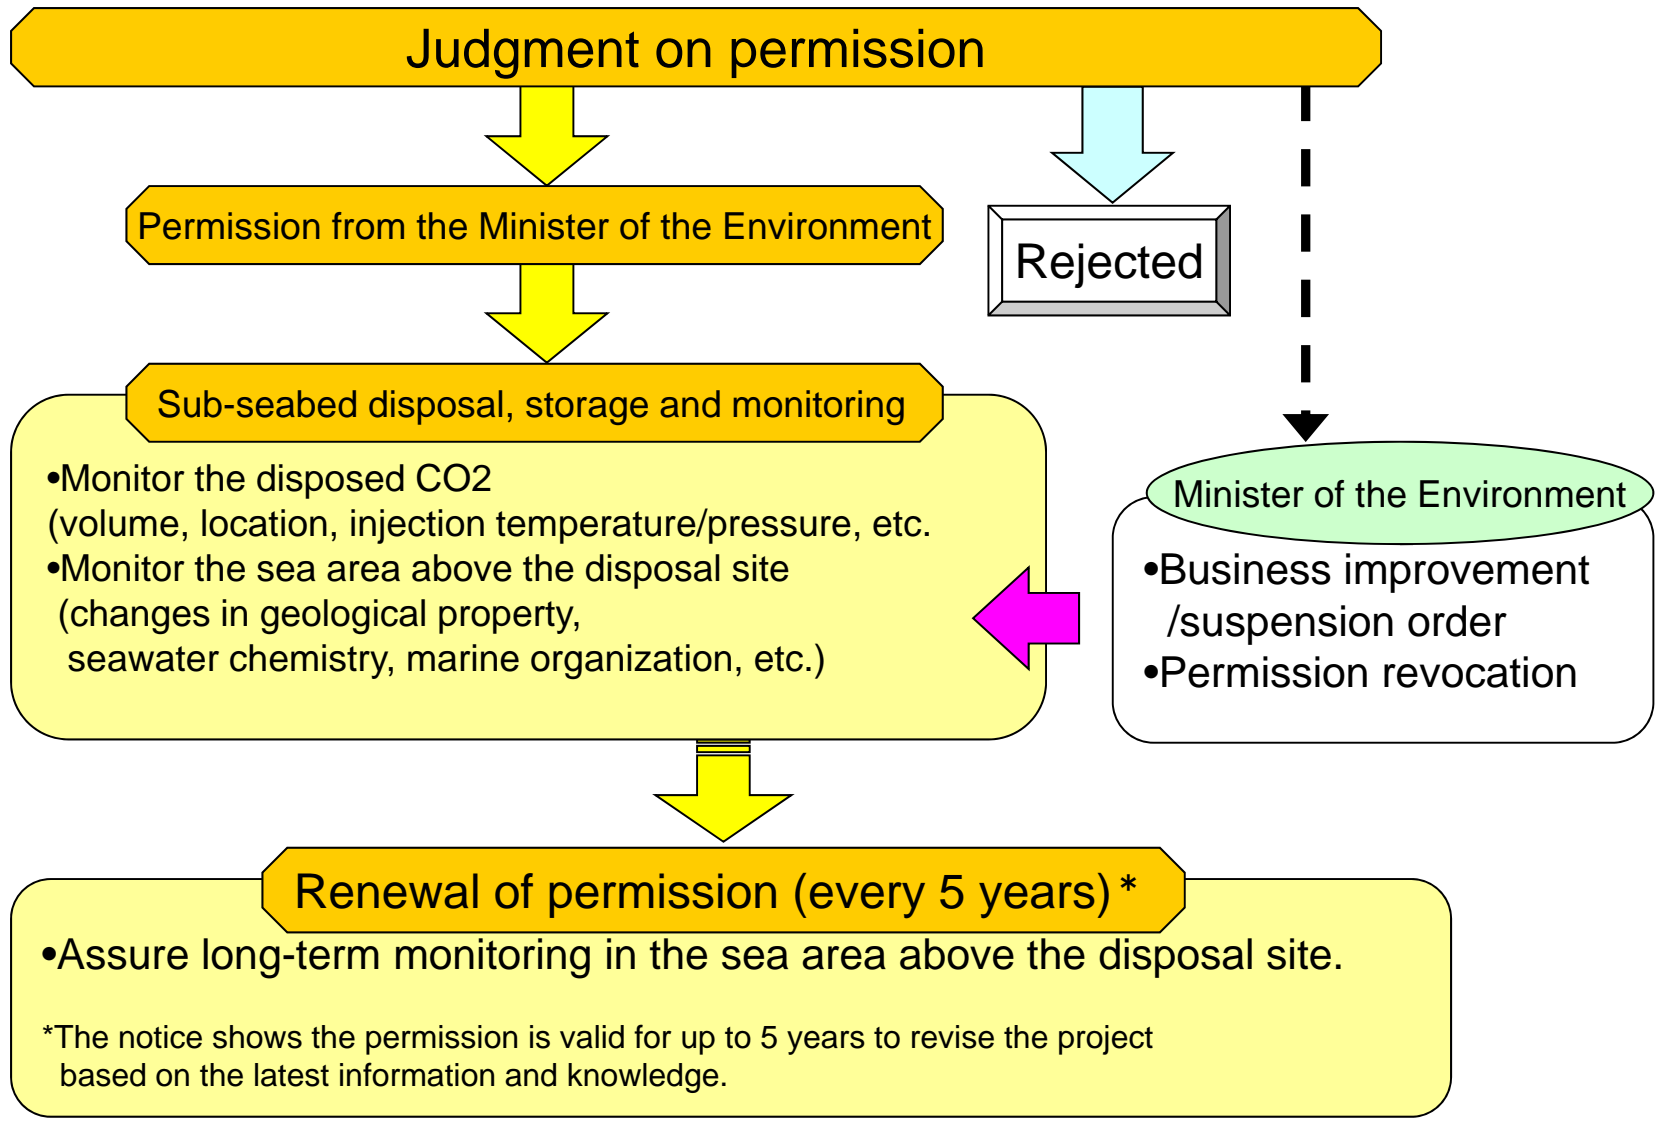 Judgment on permission
Permission from the Minister of the Environment
Rejected
Sub-seabed disposal, storage and monitoring
•Monitor the disposed CO2
(volume, location, injection temperature/pressure, etc.
•Monitor the sea area above the disposal site
(changes in geological property,
seawater chemistry, marine organization, etc.)
Minister of the Environment
•Business improvement
/suspension order
•Permission revocation
Renewal of permission (every 5 years)*
•Assure long-term monitoring in the sea area above the disposal site.
*The notice shows the permission is valid for up to 5 years to revise the project
based on the latest information and knowledge.